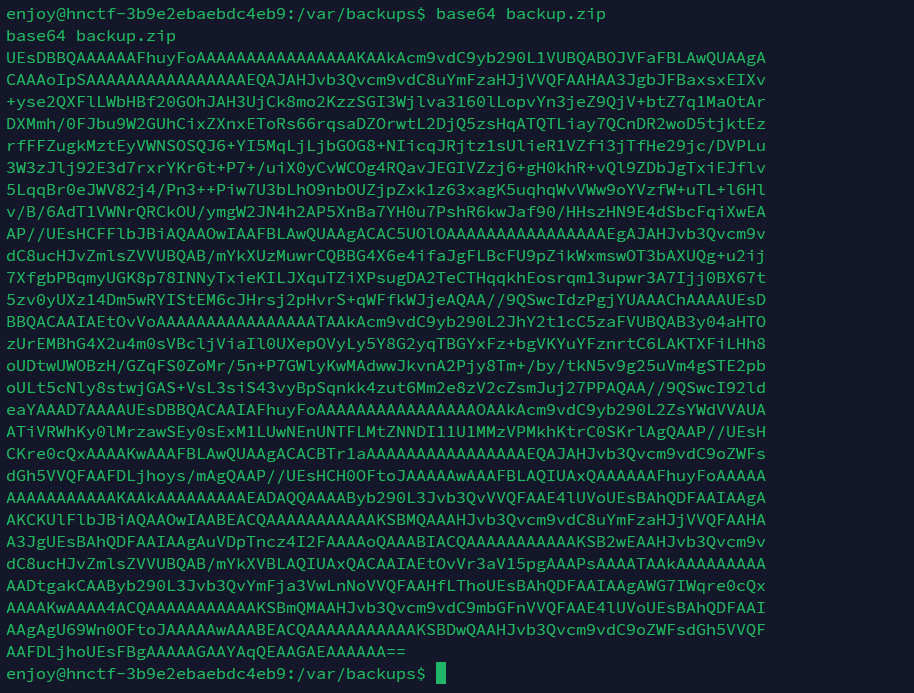 enjoy@hnctf-3b9e2ebaebdc4eb9:/var/backups$ base64 backup.zip
base64 backup.zip
UEsDBBQAAAAAAFhuyFoAAAAAAAAAAAAAAAAKAAkAcm9vdC9yb290L1VUBQABOJVFaFBLAwQUAAgA
CAAAoIpSAAAAAAAAAAAAAAAAEQAJAHJvb3Qvcm9vdC8uYmFzaHJjVVQFAAHAA3JgbJFBaxsxEIXv
+yse2QXFlLWbHBf20GOhJAH3UjCk8mo2KzzSGI3Wjlva3160lLopvYn3jeZ9QjV+btZ7q1MaOtAr
DXMmh/0FJbu9W2GUhCixZXnxEToRs66rqsaDZOrwtL2DjQ5zsHqATQTLiay7QCnDR2woD5tjktEz
rfFFZugkMztEyVWNSOSQJ6+YI5MqLjLjbGOG8+NIicqJRjtz1sUlieR1VZfi3jTfHe29jc/DVPLu
3W3zJlj92E3d7rxrYKr6t+P7+/uiX0yCvWCOg4RQavJEGIVZzj6+gH0khR+vQl9ZDbJgTxiEJflv
5LqqBr0eJWV82j4/Pn3++Piw7U3bLhO9nbOUZjpZxk1z63xagK5uqhqWvVWw9oYVzfW+uTL+l6Hl
v/B/6AdT1VWNrQRCkOU/ymgW2JN4h2AP5XnBa7YH0u7PshR6kwJaf90/HHszHN9E4dSbcFqiXwEA
AP//UEsHCFFlbJBiAQAAOwIAAFBLAwQUAAgACAC5UOlOAAAAAAAAAAAAAAAAEgAJAHJvb3Qvcm9v
dC8ucHJvZmlsZVVUBQAB/mYkXUzMuwrCQBBG4X6e4ifaJgFLBcFU9pZikWxmswOT3bAXUQg+u2ij
7XfgbPBqmyUGK8p78INNyTxieKILJXquTZiXPsugDA2TeCTHqqkhEosrqm13upwr3A7Ijj0BX67t
5zv0yUXz14Dm5wRYIStEM6cJHrsj2pHvrS+qWFfkWJjeAQAA//9QSwcIdzPgjYUAAAChAAAAUEsD
BBQACAAIAEtOvVoAAAAAAAAAAAAAAAATAAkAcm9vdC9yb290L2JhY2t1cC5zaFVUBQAB3y04aHTO
zUrEMBhG4X2u4m0sVBcljViaIl0UXepOVyLy5Y8G2yqTBGYxFz+bgVKYuYFznrtC6LAKTXFiLHh8
oUDtwUWOBzH/GZqFS0ZoMr/5n+P7GWlyKwMAdwwJkvnA2Pjy8Tm+/by/tkN5v9g25uVm4gSTE2pb
oULt5cNly8stwjGAS+VsL3siS43vyBpSqnkk4zut6Mm2e8zV2cZsmJuj27PPAQAA//9QSwcI92ld
eaYAAAD7AAAAUEsDBBQACAAIAFhuyFoAAAAAAAAAAAAAAAAOAAkAcm9vdC9yb290L2ZsYWdVVAUA
ATiVRWhKy0lMrzawSEy0sExM1LUwNEnUNTFLMtZNNDI11U1MMzVPMkhKtrC0SKrlAgQAAP//UEsH
CKre0cQxAAAAKwAAAFBLAwQUAAgACACBTr1aAAAAAAAAAAAAAAAAEQAJAHJvb3Qvcm9vdC9oZWFs
dGh5VVQFAAFDLjhoys/mAgQAAP//UEsHCH0OFtoJAAAAAwAAAFBLAQIUAxQAAAAAAFhuyFoAAAAA
AAAAAAAAAAAKAAkAAAAAAAAAEADAQQAAAAByb290L3Jvb3QvVVQFAAE4lUVoUEsBAhQDFAAIAAgA
AKCKUlFlbJBiAQAAOwIAABEACQAAAAAAAAAAAKSBMQAAAHJvb3Qvcm9vdC8uYmFzaHJjVVQFAAHA
A3JgUEsBAhQDFAAIAAgAuVDpTncz4I2FAAAAoQAAABIACQAAAAAAAAAAAKSB2wEAAHJvb3Qvcm9v
dC8ucHJvZmlsZVVUBQAB/mYkXVBLAQIUAxQACAAIAEtOvVr3aV15pgAAAPsAAAATAAkAAAAAAAAA
AADtgakCAAByb290L3Jvb3QvYmFja3VwLnNoVVQFAAHfLThoUEsBAhQDFAAIAAgAWG7IWqre0cQx
AAAAKwAAAA4ACQAAAAAAAAAAAKSBmQMAAHJvb3Qvcm9vdC9mbGFnVVQFAAE4lUVoUEsBAhQDFAAI
AAgAgU69Wn0OFtoJAAAAAwAAABEACQAAAAAAAAAAAKSBDwQAAHJvb3Qvcm9vdC9oZWFsdGh5VVQF
AAFDLjhoUEsFBgAAAAAGAAYAqQEAAGAEAAAAAA==
enjoy@hnctf-3b9e2ebaebdc4eb9:/var/backups$